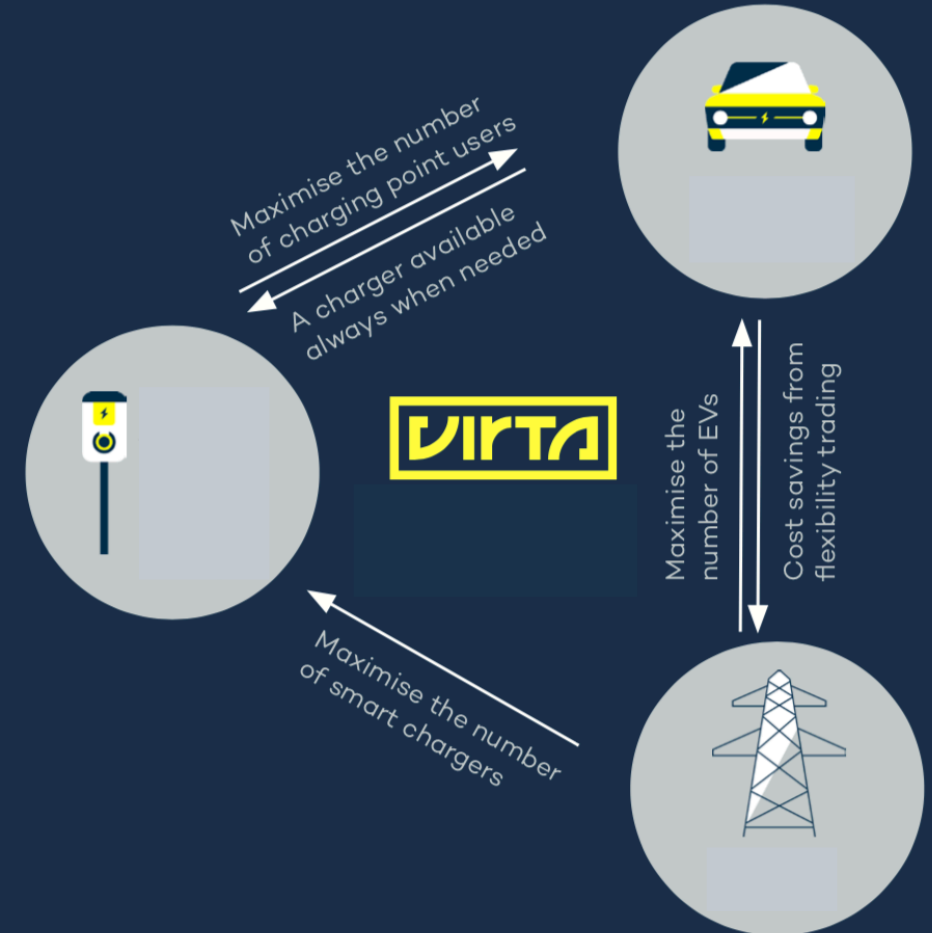 Maximise the number
of charging point users
A charger available
always when needed
VIRTA
Maximise the
number of EVs
Cost savings from
flexibility trading
Maximise the number
of smart chargers